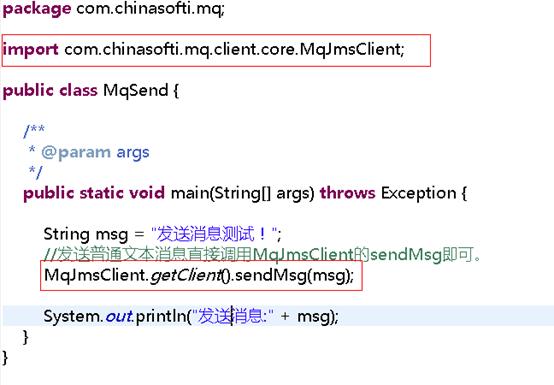 package com.chinasofti.mq;
import com.chinasofti.mq.client.core.MqJmsClient;
public class MqSend {
/**
* @param args
*/
public static void main(String[] args) throws Exception {
String msg = "发送消息测试！";
//发送普通文本消息直接调用MqJmsClient的sendMsg即可。
MqJmsClient.getClient().sendMsg(msg);
System.out.println("发送消息:" + msg);
}
}